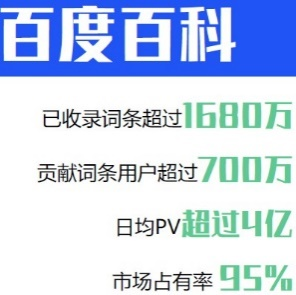 百度百科
已收录词条超过1680万
贡献词条用户超过700万
日均PV超过4亿
市场占有率 95%